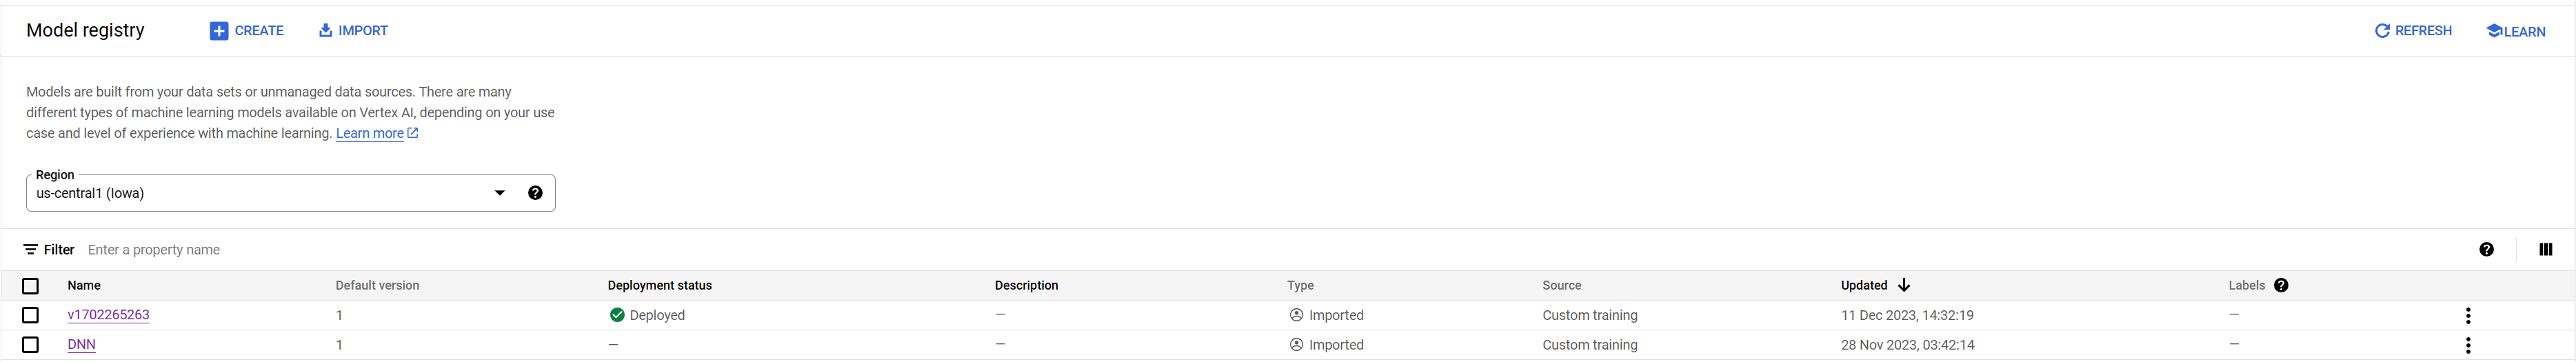 Model registry CREATE IMPORT REFRESH LEARN
Models are built from your data sets or unmanaged data sources. There are many
different types of machine learning models available on Vertex AI, depending on your use
case and level of experience with machine learning. Learn more
Region
us-central1 (Iowa)
Filter Enter a property name
Name Default version Deployment status Description Type Source Updated Labels
v1702265263 1 Deployed — Imported Custom training 11 Dec 2023, 14:32:19 —
DNN 1 — — Imported Custom training 28 Nov 2023, 03:42:14 —